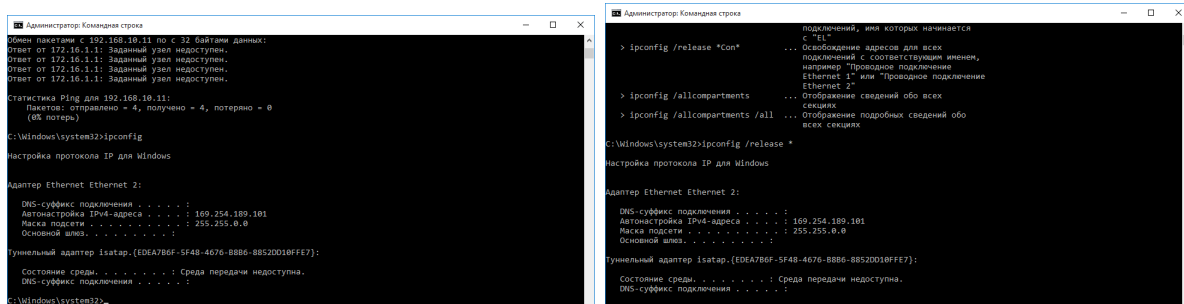 Администратор: Командная строка
Обмен пакетами с 192.168.10.11 по с 32 байтами данных:
Ответ от 172.16.1.1: Заданный узел недоступен.
Ответ от 172.16.1.1: Заданный узел недоступен.
Ответ от 172.16.1.1: Заданный узел недоступен.
Ответ от 172.16.1.1: Заданный узел недоступен.
Статистика Ping для 192.168.10.11:
Пакетов: отправлено = 4, получено = 4, потеряно = 0
(0% потерь)
C:\Windows\system32>ipconfig
Настройка протокола IP для Windows
Адаптер Ethernet Ethernet 2:
DNS-суффикс подключения . . . . . :
Автонастройка IPv4-адреса . . . . : 169.254.189.101
Маска подсети . . . . . . . . . . : 255.255.0.0
Основной шлюз. . . . . . . . . :
Туннельный адаптер isatap.{EDEA7B6F-5F48-4676-B8B6-8852DD10FFE7}:
Состояние среды. . . . . . . . : Среда передачи недоступна.
DNS-суффикс подключения . . . . . :
C:\Windows\system32>_
Администратор: Командная строка
подключений, имя которых начинается
с "EL"
> ipconfig /release *Con* ... Освобождение адресов для всех
подключений с соответствующим именем,
например "Проводное подключение
Ethernet 1" или "Проводное подключение
Ethernet 2"
> ipconfig /allcompartments ... Отображение сведений обо всех
секциях
> ipconfig /allcompartments /all ... Отображение подробных сведений обо
всех секциях
C:\Windows\system32>ipconfig /release *
Настройка протокола IP для Windows
Адаптер Ethernet Ethernet 2:
DNS-суффикс подключения . . . . . :
Автонастройка IPv4-адреса . . . . : 169.254.189.101
Маска подсети . . . . . . . . . . : 255.255.0.0
Основной шлюз. . . . . . . . . :
Туннельный адаптер isatap.{EDEA7B6F-5F48-4676-B8B6-8852DD10FFE7}:
Состояние среды. . . . . . . . : Среда передачи недоступна.
DNS-суффикс подключения . . . . . :